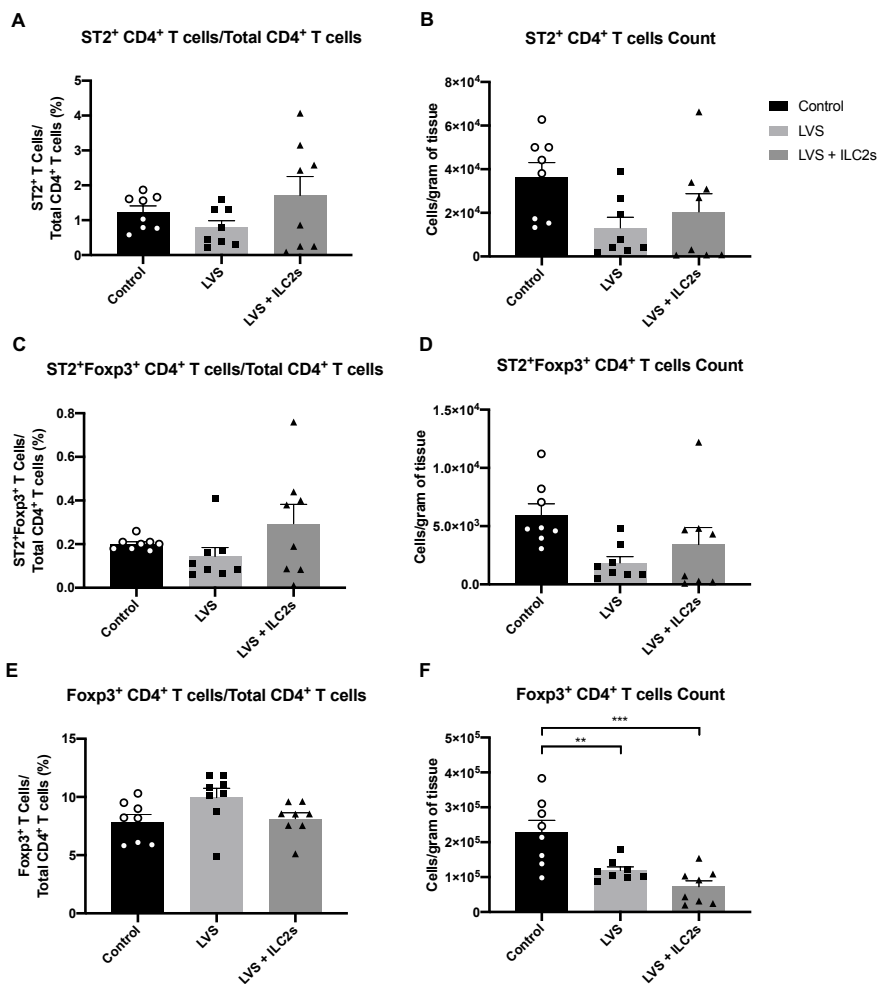 A
ST2⁺ CD4⁺ T cells/Total CD4⁺ T cells
ST2⁺ T Cells/
Total CD4⁺ T cells (%)
5
4
3
2
1
0
Control
LVS
LVS + ILC2s
B
ST2⁺ CD4⁺ T cells Count
Cells/gram of tissue
8×10⁴
6×10⁴
4×10⁴
2×10⁴
0
Control
LVS
LVS + ILC2s
Control
LVS
LVS + ILC2s
C
ST2⁺Foxp3⁺ CD4⁺ T cells/Total CD4⁺ T cells
ST2⁺Foxp3⁺ T Cells/
Total CD4⁺ T cells (%)
0.8
0.6
0.4
0.2
0.0
Control
LVS
LVS + ILC2s
D
ST2⁺Foxp3⁺ CD4⁺ T cells Count
Cells/gram of tissue
1.5×10⁴
1.0×10⁴
5.0×10³
0.0
Control
LVS
LVS + ILC2s
E
Foxp3⁺ CD4⁺ T cells/Total CD4⁺ T cells
Foxp3⁺ T Cells/
Total CD4⁺ T cells (%)
15
10
5
0
Control
LVS
LVS + ILC2s
F
Foxp3⁺ CD4⁺ T cells Count
Cells/gram of tissue
5×10⁵
4×10⁵
3×10⁵
2×10⁵
1×10⁵
0
***
**
Control
LVS
LVS + ILC2s